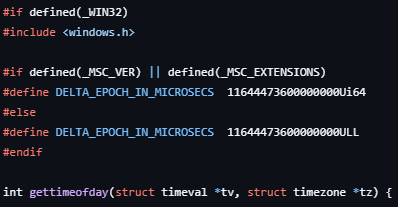 #if defined(_WIN32)
#include <windows.h>
#if defined(_MSC_VER) || defined(_MSC_EXTENSIONS)
#define DELTA_EPOCH_IN_MICROSECS  11644473600000000Ui64
#else
#define DELTA_EPOCH_IN_MICROSECS  11644473600000000ULL
#endif
int gettimeofday(struct timeval *tv, struct timezone *tz) {